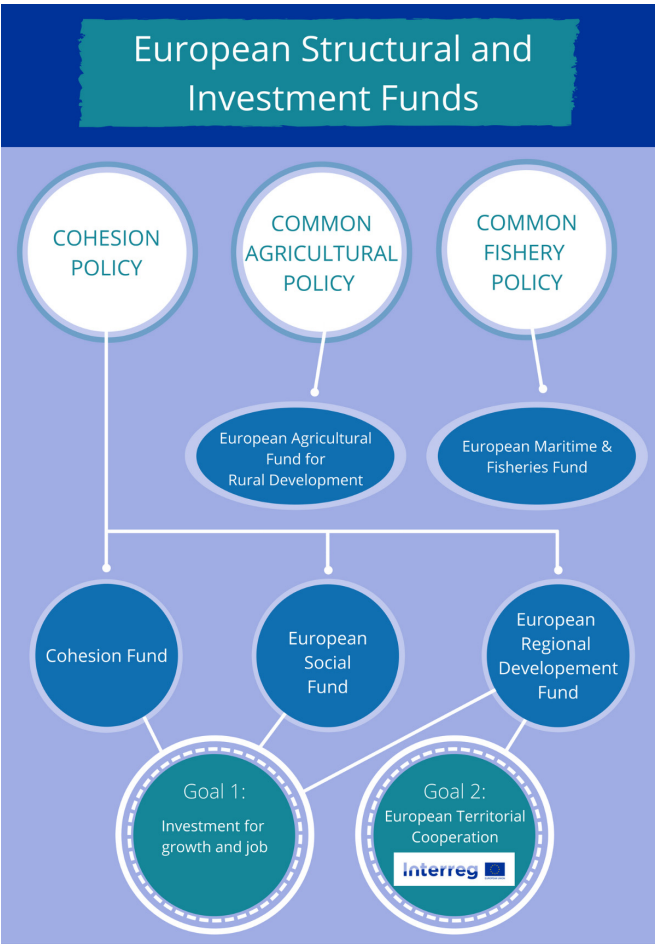 European Structural and
Investment Funds
COHESION
POLICY
COMMON
AGRICULTURAL
POLICY
COMMON
FISHERY
POLICY
European Agricultural
Fund for
Rural Development
European Maritime &
Fisheries Fund
Cohesion Fund
European
Social
Fund
European
Regional
Developement
Fund
Goal 1:
Investment for
growth and job
Goal 2:
European Territorial
Cooperation
Interreg